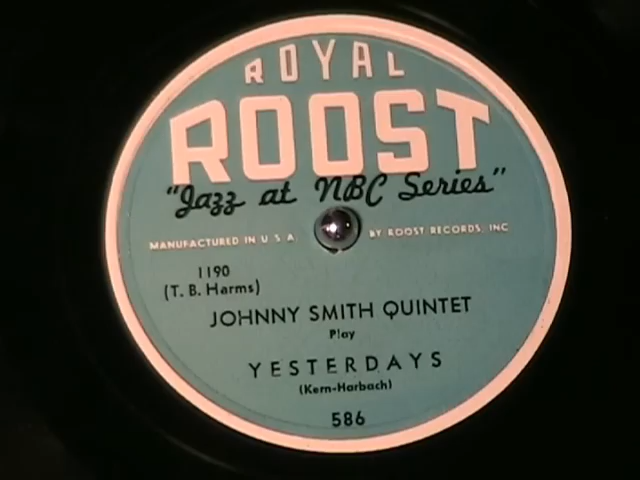 ROYAL
ROOST
"Jazz at NBC Series"
MANUFACTURED IN U S A. BY ROOST RECORDS, INC
1190
(T. B. Harms)
JOHNNY SMITH QUINTET
Play
YESTERDAYS
(Kern-Harbach)
586